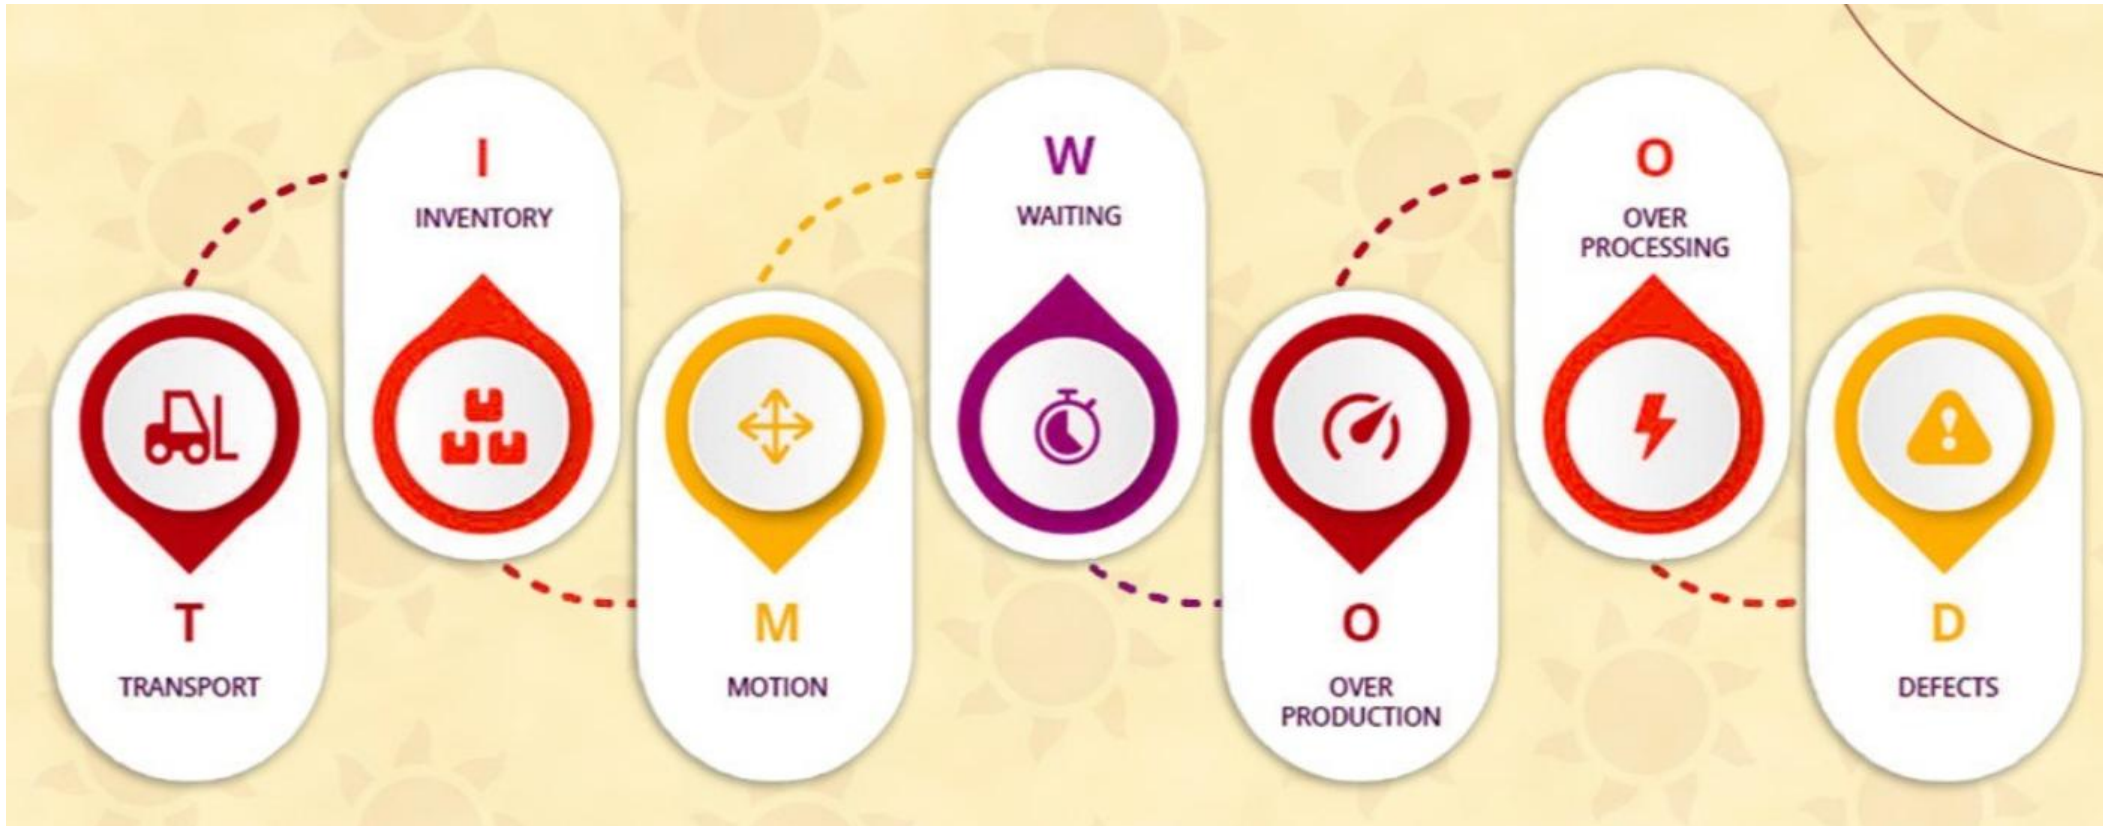 T
TRANSPORT
I
INVENTORY
M
MOTION
W
WAITING
O
OVER
PRODUCTION
O
OVER
PROCESSING
D
DEFECTS